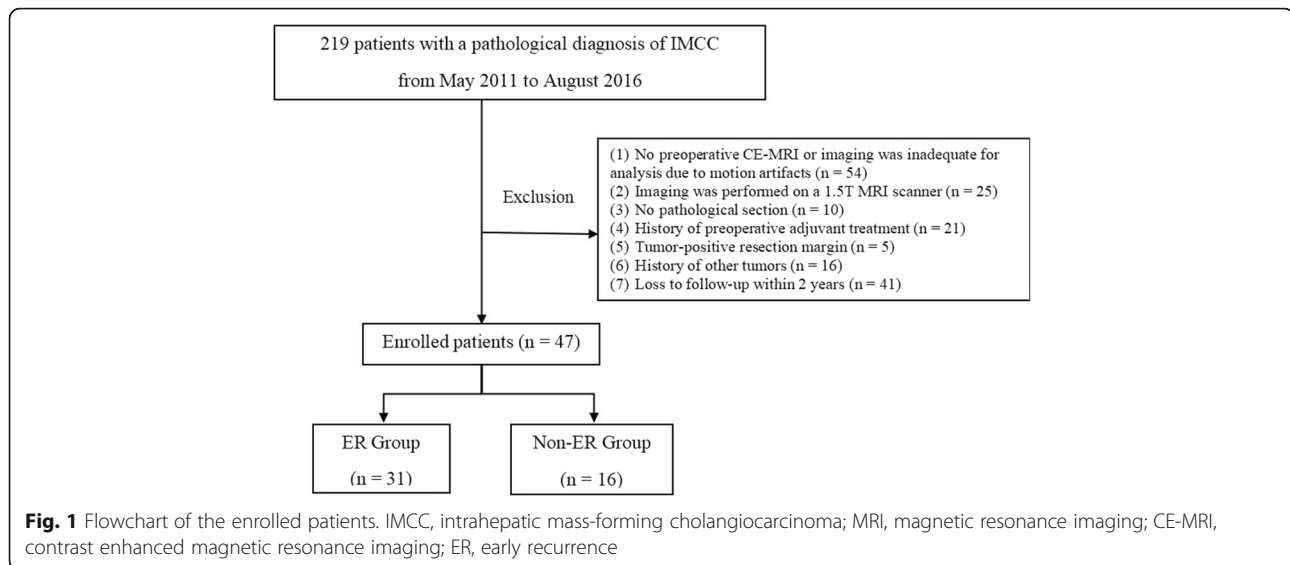 219 patients with a pathological diagnosis of IMCC
from May 2011 to August 2016
Exclusion
(1) No preoperative CE-MRI or imaging was inadequate for
analysis due to motion artifacts (n = 54)
(2) Imaging was performed on a 1.5T MRI scanner (n = 25)
(3) No pathological section (n = 10)
(4) History of preoperative adjuvant treatment (n = 21)
(5) Tumor-positive resection margin (n = 5)
(6) History of other tumors (n = 16)
(7) Loss to follow-up within 2 years (n = 41)
Enrolled patients (n = 47)
ER Group
(n = 31)
Non-ER Group
(n = 16)
Fig. 1 Flowchart of the enrolled patients. IMCC, intrahepatic mass-forming cholangiocarcinoma; MRI, magnetic resonance imaging; CE-MRI,
contrast enhanced magnetic resonance imaging; ER, early recurrence